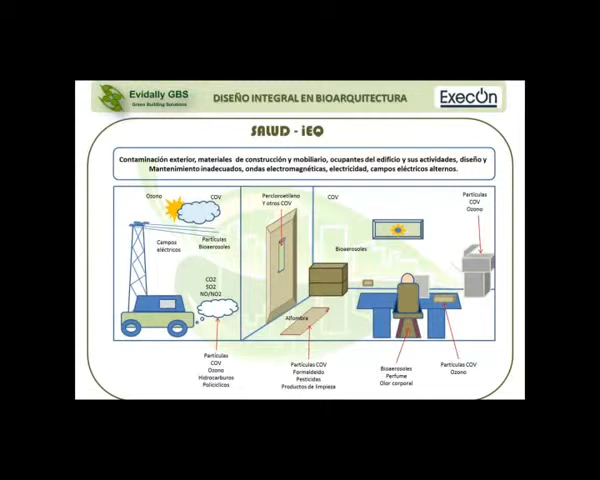 Evidally GBS
Green Building Solutions
DISEÑO INTEGRAL EN BIOARQUITECTURA
ExecOn
SALUD - iEQ
Contaminación exterior, materiales de construcción y mobiliario, ocupantes del edificio y sus actividades, diseño y
Mantenimiento inadecuados, ondas electromagnéticas, electricidad, campos eléctricos alternos.
Ozono
COV
Campos
eléctricos
Partículas
Bioaerosoles
CO2
SO2
NO/NO2
Partículas
COV
Ozono
Hidrocarburos
Policiclicos
Percloroetileno
Y otros COV
Alfombra
Partículas COV
Formaldeido
Pesticidas
Productos de limpieza
COV
Bioaerosoles
Partículas
COV
Ozono
Bioaerosoles
Perfume
Olor corporal
Partículas COV
Ozono